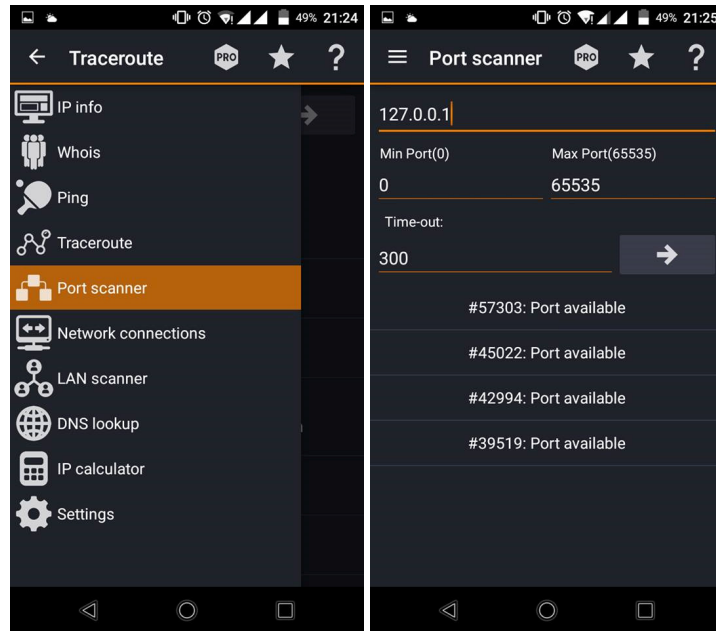 49% 21:24
Traceroute PRO ?
IP info
Whois
Ping
Traceroute
Port scanner
Network connections
LAN scanner
DNS lookup
IP calculator
Settings
49% 21:25
Port scanner PRO ?
127.0.0.1
Min Port(0) Max Port(65535)
0 65535
Time-out:
300
#57303: Port available
#45022: Port available
#42994: Port available
#39519: Port available